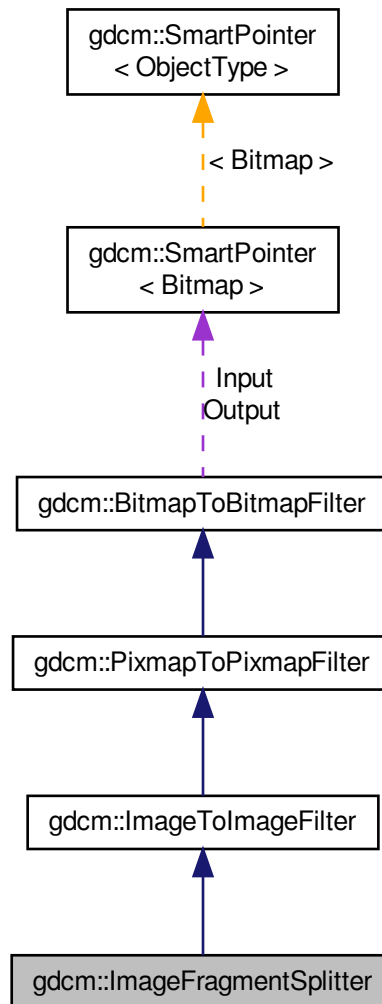 gdcm::SmartPointer
< ObjectType >
< Bitmap >
gdcm::SmartPointer
< Bitmap >
Input
Output
gdcm::BitmapToBitmapFilter
gdcm::PixmapToPixmapFilter
gdcm::ImageToImageFilter
gdcm::ImageFragmentSplitter